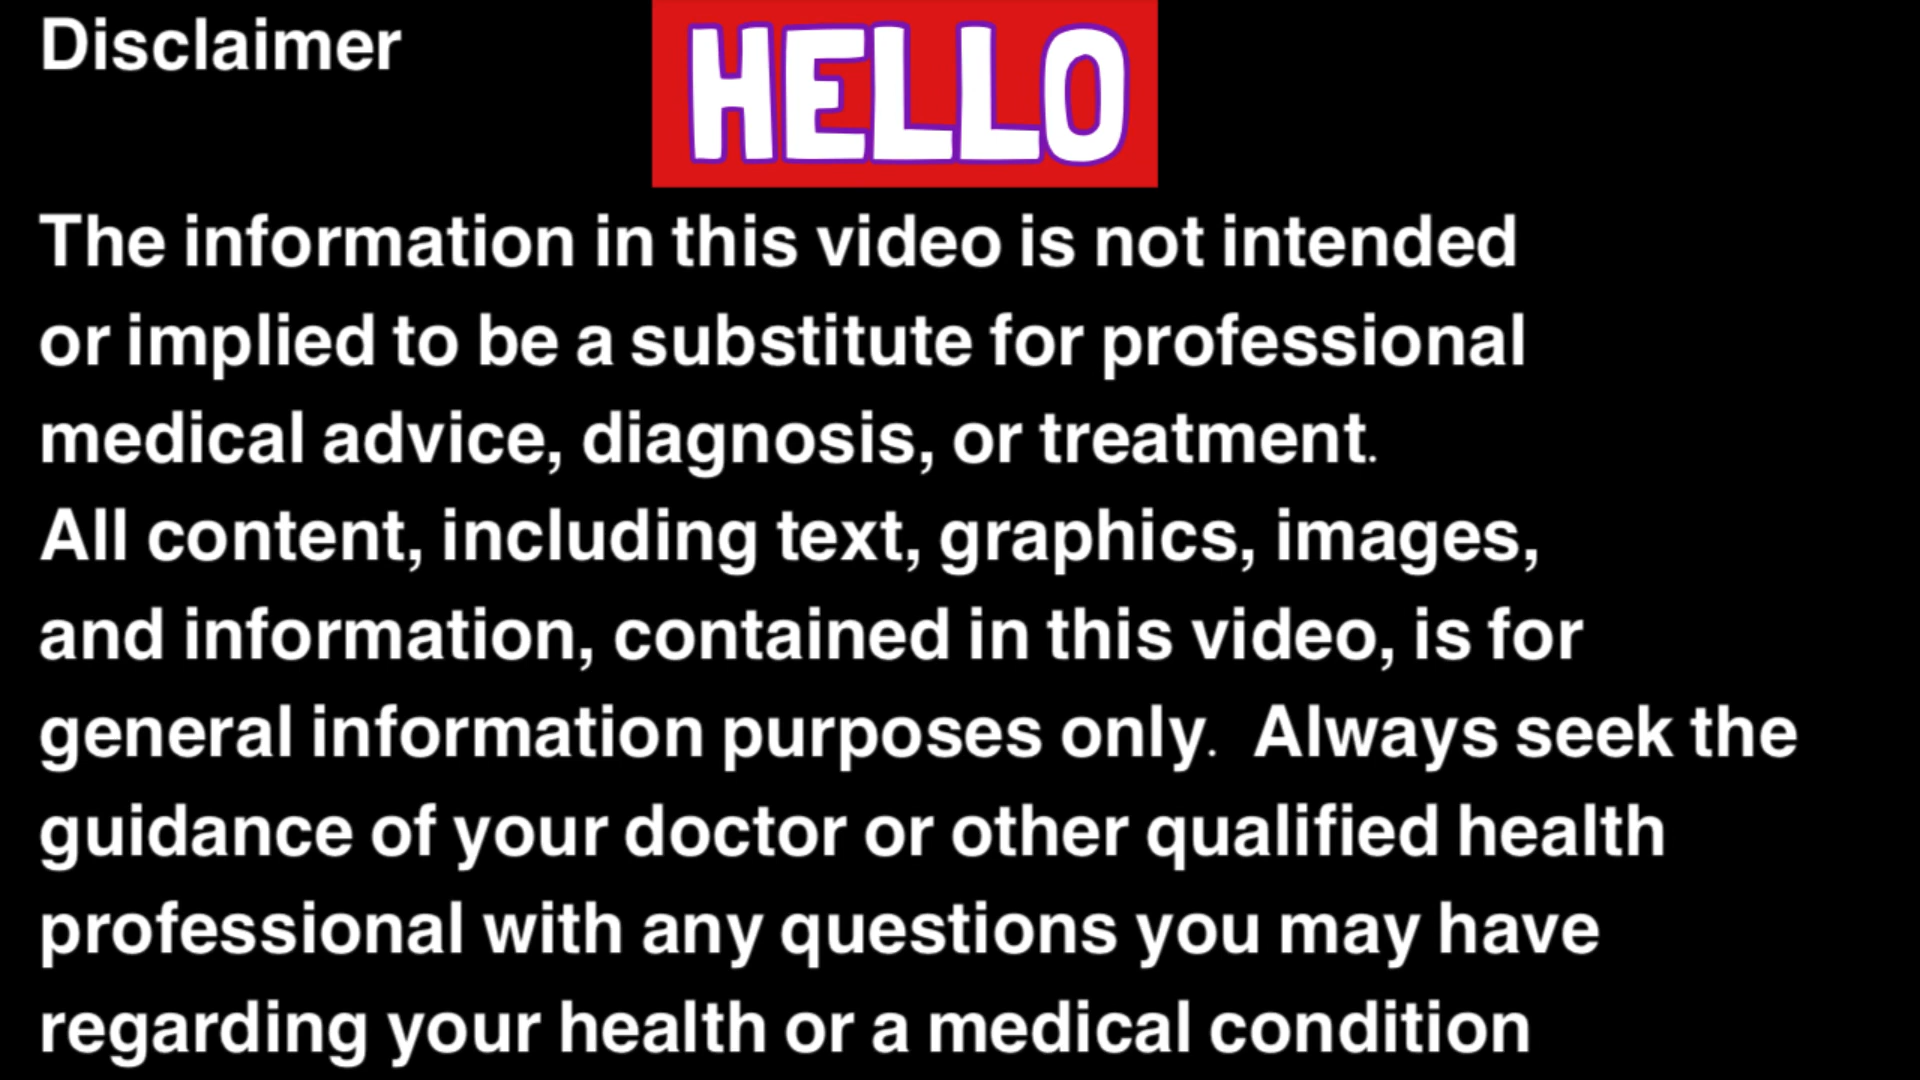 Disclaimer
HELLO
The information in this video is not intended
or implied to be a substitute for professional
medical advice, diagnosis, or treatment.
All content, including text, graphics, images,
and information, contained in this video, is for
general information purposes only.  Always seek the
guidance of your doctor or other qualified health
professional with any questions you may have
regarding your health or a medical condition